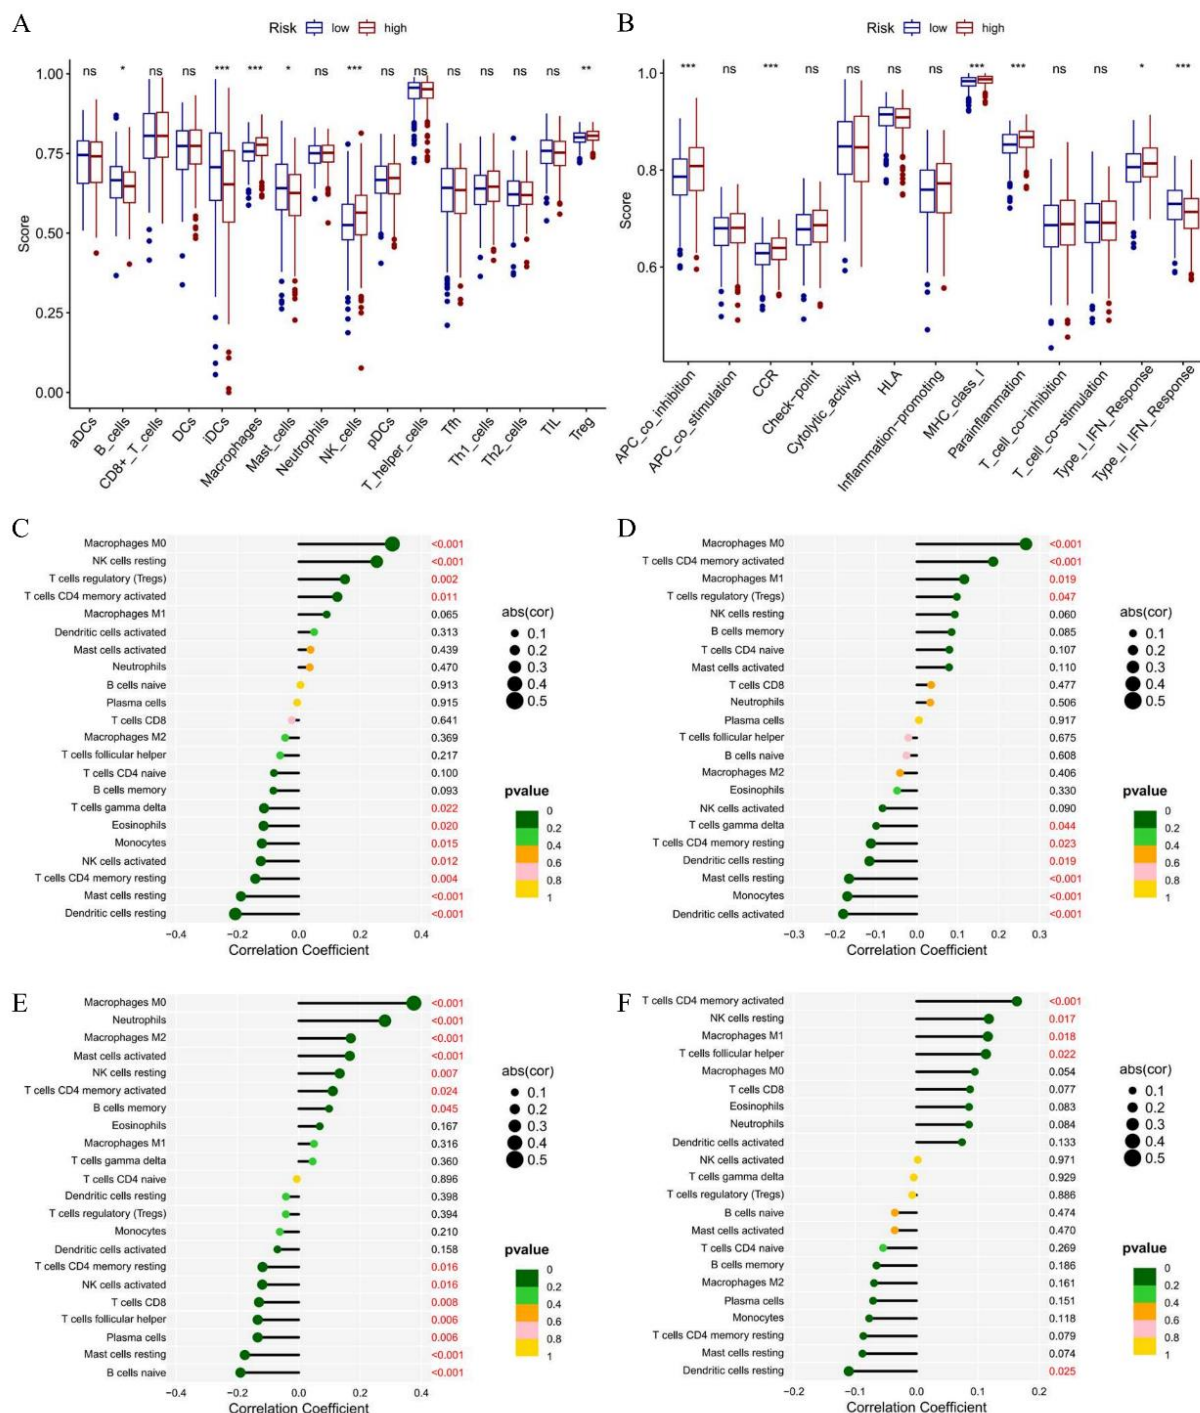 A
Risk low high
ns * ns ns *** *** * ns *** ns ns ns ns ns ns **
1.00
0.75
0.50
0.25
0.00
Score
aDCs
B_cells
CD8+_T_cells
DCs
iDCs
Macrophages
Mast_cells
Neutrophils
NK_cells
pDCs
T_helper_cells
Tfh
Th1_cells
Th2_cells
TIL
Treg
B
Risk low high
*** ns *** ns ns ns ns *** *** ns ns * ***
1.0
0.8
0.6
Score
APC_co_inhibition
APC_co_stimulation
CCR
Check-point
Cytolytic_activity
HLA
Inflammation-promoting
MHC_class_I
Parainflammation
T_cell_co-inhibition
T_cell_co-stimulation
Type_I_IFN_Response
Type_II_IFN_Response
C
Macrophages M0 <0.001
NK cells resting <0.001
T cells regulatory (Tregs) 0.002
T cells CD4 memory activated 0.011
Macrophages M1 0.065
Dendritic cells activated 0.313
Mast cells activated 0.439
Neutrophils 0.470
B cells naive 0.913
Plasma cells 0.915
T cells CD8 0.641
Macrophages M2 0.369
T cells follicular helper 0.217
T cells CD4 naive 0.100
B cells memory 0.093
T cells gamma delta 0.022
Eosinophils 0.020
Monocytes 0.015
NK cells activated 0.012
T cells CD4 memory resting 0.004
Mast cells resting <0.001
Dendritic cells resting <0.001
−0.4 −0.2 0.0 0.2 0.4
Correlation Coefficient
abs(cor)
0.1
0.2
0.3
0.4
0.5
pvalue
0
0.2
0.4
0.6
0.8
1
D
Macrophages M0 <0.001
T cells CD4 memory activated <0.001
Macrophages M1 0.019
T cells regulatory (Tregs) 0.047
NK cells resting 0.060
B cells memory 0.085
T cells CD4 naive 0.107
Mast cells activated 0.110
T cells CD8 0.477
Neutrophils 0.506
Plasma cells 0.917
T cells follicular helper 0.675
B cells naive 0.608
Macrophages M2 0.406
Eosinophils 0.330
NK cells activated 0.090
T cells gamma delta 0.044
T cells CD4 memory resting 0.023
Dendritic cells resting 0.019
Mast cells resting <0.001
Monocytes <0.001
Dendritic cells activated <0.001
−0.3 −0.2 −0.1 0.0 0.1 0.2 0.3
Correlation Coefficient
abs(cor)
0.1
0.2
0.3
0.4
0.5
pvalue
0
0.2
0.4
0.6
0.8
1
E
Macrophages M0 <0.001
Neutrophils <0.001
Macrophages M2 <0.001
Mast cells activated <0.001
NK cells resting 0.007
T cells CD4 memory activated 0.024
B cells memory 0.045
Eosinophils 0.167
Macrophages M1 0.316
T cells gamma delta 0.360
T cells CD4 naive 0.896
Dendritic cells resting 0.398
T cells regulatory (Tregs) 0.394
Monocytes 0.210
Dendritic cells activated 0.158
T cells CD4 memory resting 0.016
NK cells activated 0.016
T cells CD8 0.008
T cells follicular helper 0.006
Plasma cells 0.006
Mast cells resting <0.001
B cells naive <0.001
−0.4 −0.2 0.0 0.2 0.4
Correlation Coefficient
abs(cor)
0.1
0.2
0.3
0.4
0.5
pvalue
0
0.2
0.4
0.6
0.8
1
F
T cells CD4 memory activated <0.001
NK cells resting 0.017
Macrophages M1 0.018
T cells follicular helper 0.022
Macrophages M0 0.054
T cells CD8 0.077
Eosinophils 0.083
Neutrophils 0.084
Dendritic cells activated 0.133
NK cells activated 0.971
T cells gamma delta 0.929
T cells regulatory (Tregs) 0.886
B cells naive 0.474
Mast cells activated 0.470
T cells CD4 naive 0.269
B cells memory 0.186
Macrophages M2 0.161
Plasma cells 0.151
Monocytes 0.118
T cells CD4 memory resting 0.079
Mast cells resting 0.074
Dendritic cells resting 0.025
−0.2 −0.1 0.0 0.1 0.2
Correlation Coefficient
abs(cor)
0.1
0.2
0.3
0.4
0.5
pvalue
0
0.2
0.4
0.6
0.8
1